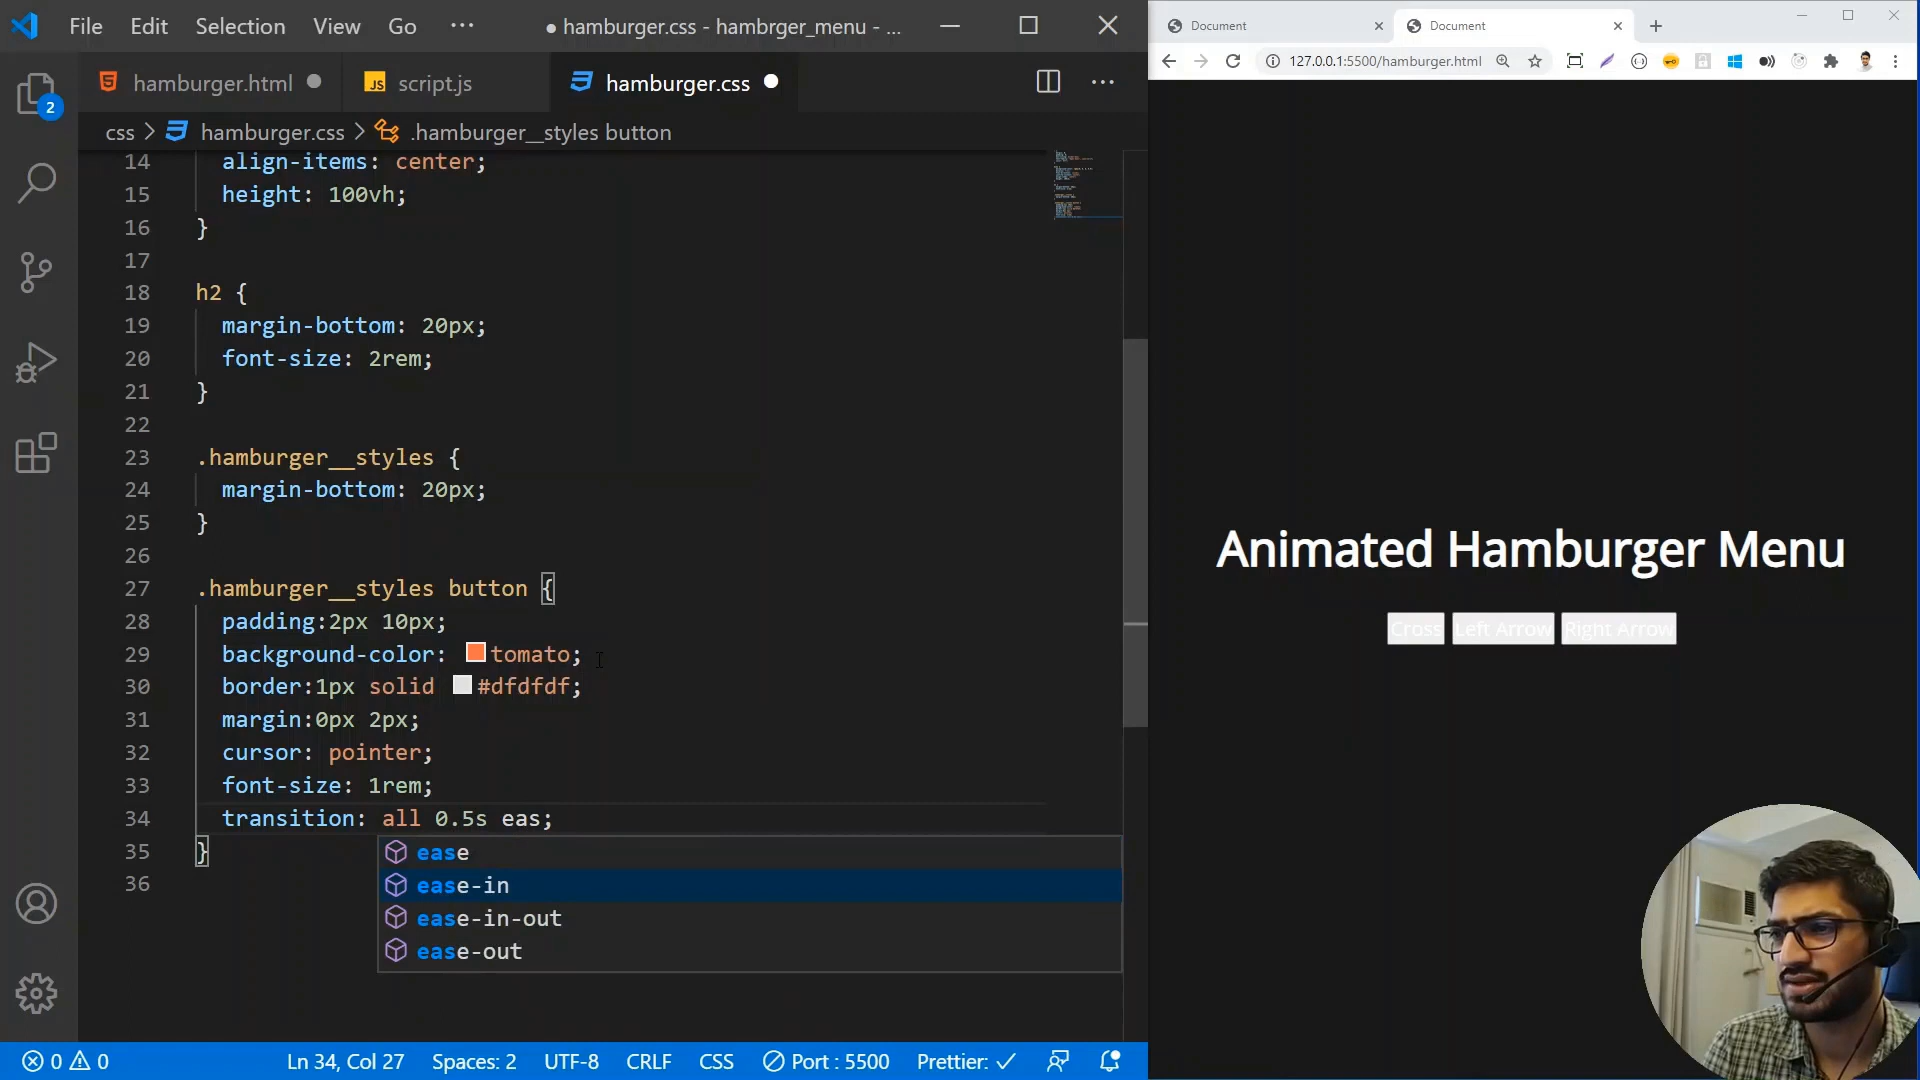 File Edit Selection View Go ··· ● hamburger.css - hambrger_menu - ...
hamburger.html
script.js
hamburger.css
css > hamburger.css > .hamburger__styles button
14 align-items: center;
15 height: 100vh;
16 }
17
18 h2 {
19 margin-bottom: 20px;
20 font-size: 2rem;
21 }
22
23 .hamburger__styles {
24 margin-bottom: 20px;
25 }
26
27 .hamburger__styles button {
28 padding:2px 10px;
29 background-color: tomato;
30 border:1px solid #dfdfdf;
31 margin:0px 2px;
32 cursor: pointer;
33 font-size: 1rem;
34 transition: all 0.5s eas;
35 }
36
ease
ease-in
ease-in-out
ease-out
2
0 0 Ln 34, Col 27 Spaces: 2 UTF-8 CRLF CSS Port : 5500 Prettier: ✓
Document
Document
127.0.0.1:5500/hamburger.html
Animated Hamburger Menu
Cross Left Arrow Right Arrow